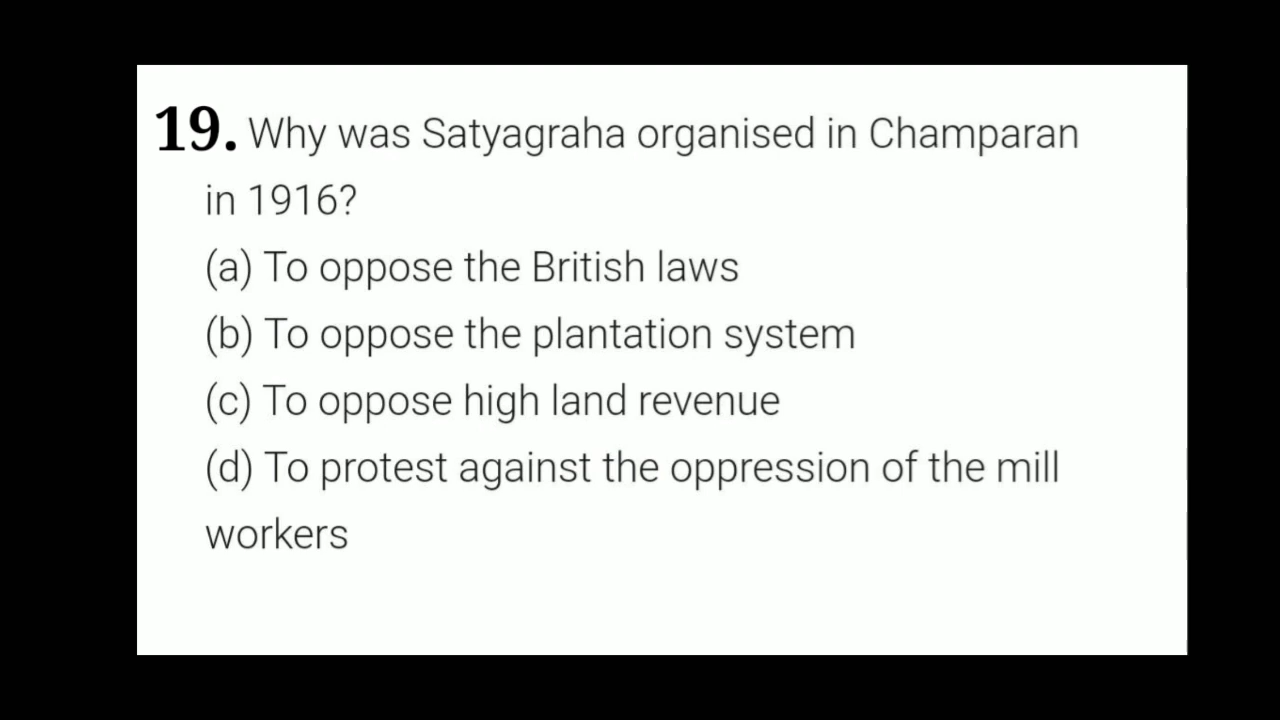 19. Why was Satyagraha organised in Champaran
in 1916?
(a) To oppose the British laws
(b) To oppose the plantation system
(c) To oppose high land revenue
(d) To protest against the oppression of the mill
workers